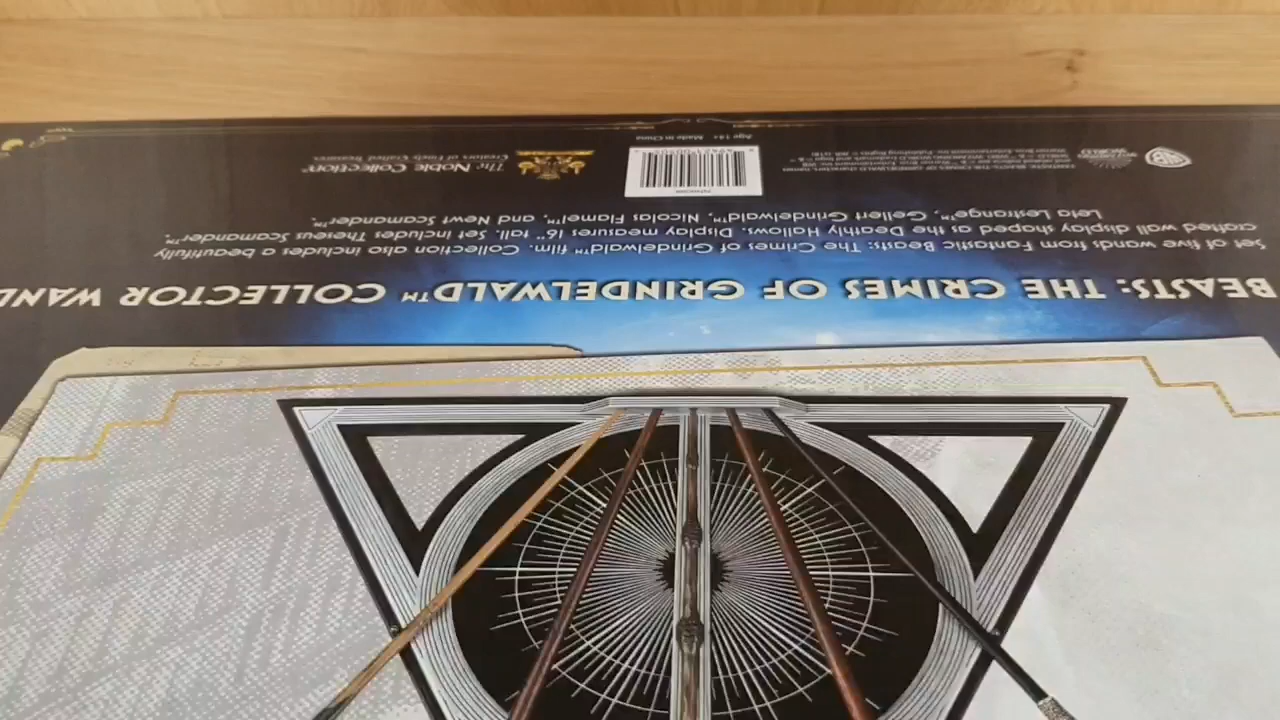 BEASTS: THE CRIMES OF GRINDELWALD™ COLLECTOR WAND
Set of five wands from Fantastic Beasts: The Crimes of Grindelwald™ film. Collection also includes a beautifully
crafted wall display shaped as the Deathly Hallows. Display measures 16" tall. Set includes Theseus Scamander™,
Leta Lestrange™, Gellert Grindelwald™, Nicolas Flamel™, and Newt Scamander™.
WB
The Noble Collection®
Creators of Finely Crafted Treasures
Age 14+ Made in China